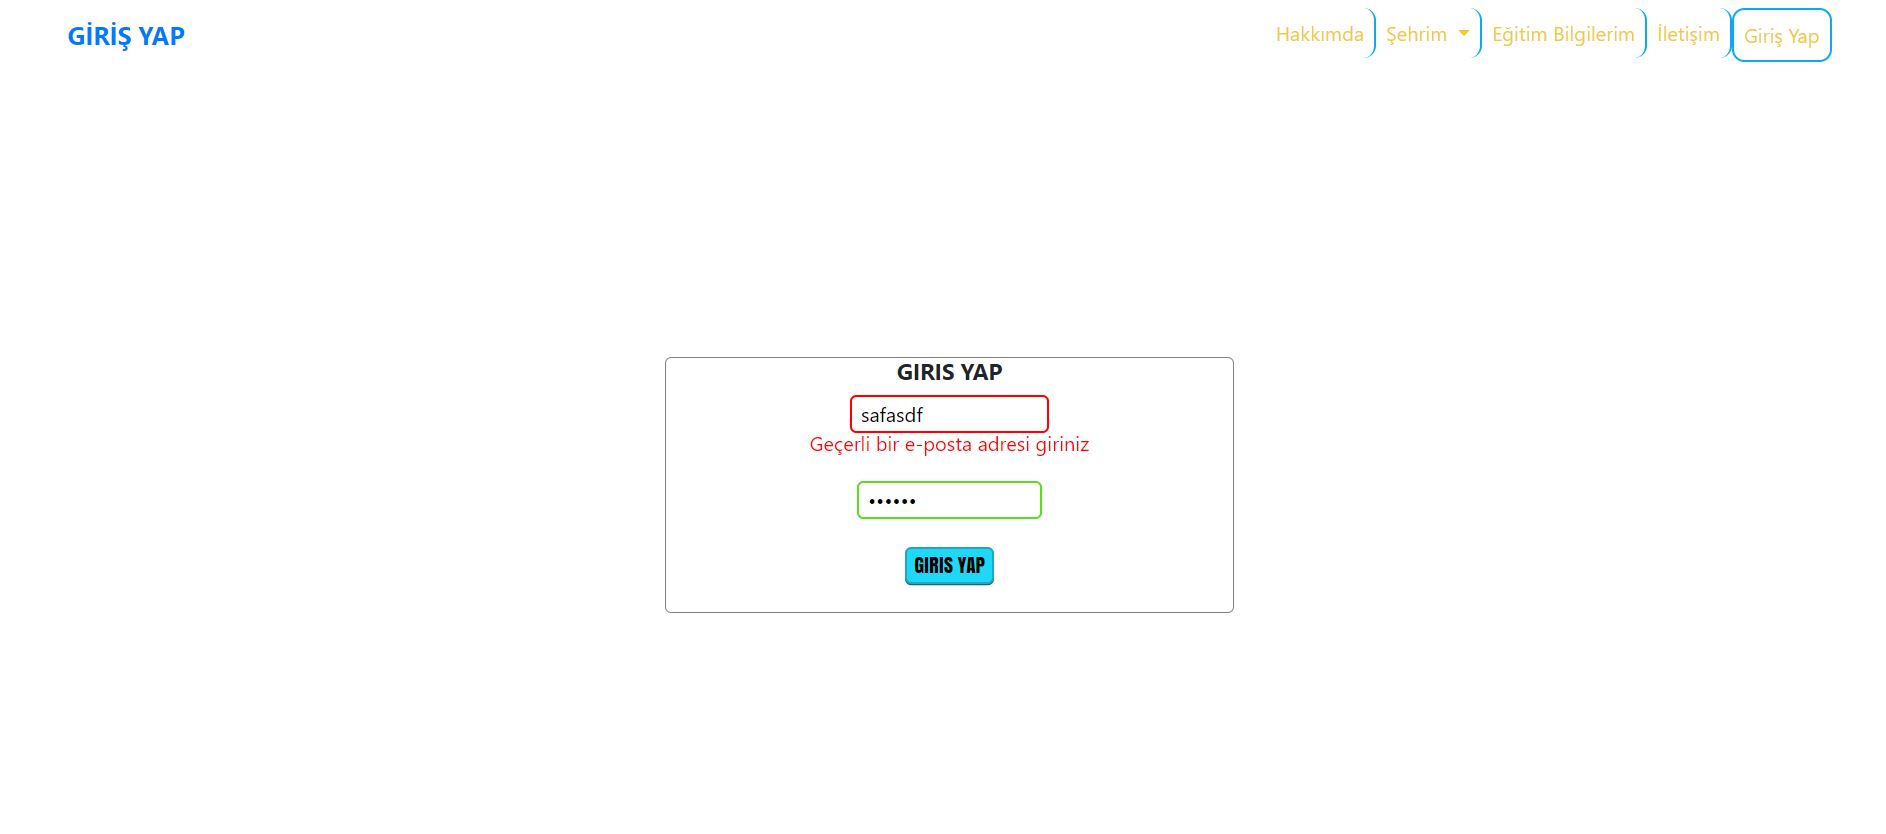 GİRİŞ YAP
Hakkımda Şehrim Eğitim Bilgilerim İletişim Giriş Yap
GIRIS YAP
safasdf
Geçerli bir e-posta adresi giriniz
••••••
GIRIS YAP